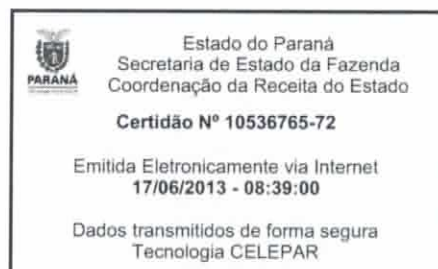 Estado do Paraná
Secretaria de Estado da Fazenda
Coordenação da Receita do Estado
PARANÁ
Certidão Nº 10536765-72
Emitida Eletronicamente via Internet
17/06/2013 - 08:39:00
Dados transmitidos de forma segura
Tecnologia CELEPAR